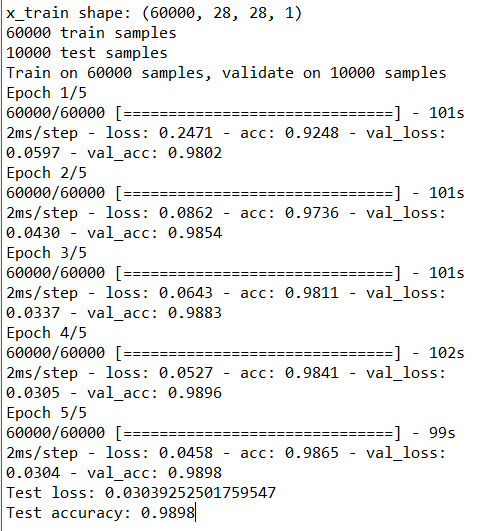 x_train shape: (60000, 28, 28, 1)
60000 train samples
10000 test samples
Train on 60000 samples, validate on 10000 samples
Epoch 1/5
60000/60000 [==============================] - 101s
2ms/step - loss: 0.2471 - acc: 0.9248 - val_loss:
0.0597 - val_acc: 0.9802
Epoch 2/5
60000/60000 [==============================] - 101s
2ms/step - loss: 0.0862 - acc: 0.9736 - val_loss:
0.0430 - val_acc: 0.9854
Epoch 3/5
60000/60000 [==============================] - 101s
2ms/step - loss: 0.0643 - acc: 0.9811 - val_loss:
0.0337 - val_acc: 0.9883
Epoch 4/5
60000/60000 [==============================] - 102s
2ms/step - loss: 0.0527 - acc: 0.9841 - val_loss:
0.0305 - val_acc: 0.9896
Epoch 5/5
60000/60000 [==============================] - 99s
2ms/step - loss: 0.0458 - acc: 0.9865 - val_loss:
0.0304 - val_acc: 0.9898
Test loss: 0.03039252501759547
Test accuracy: 0.9898